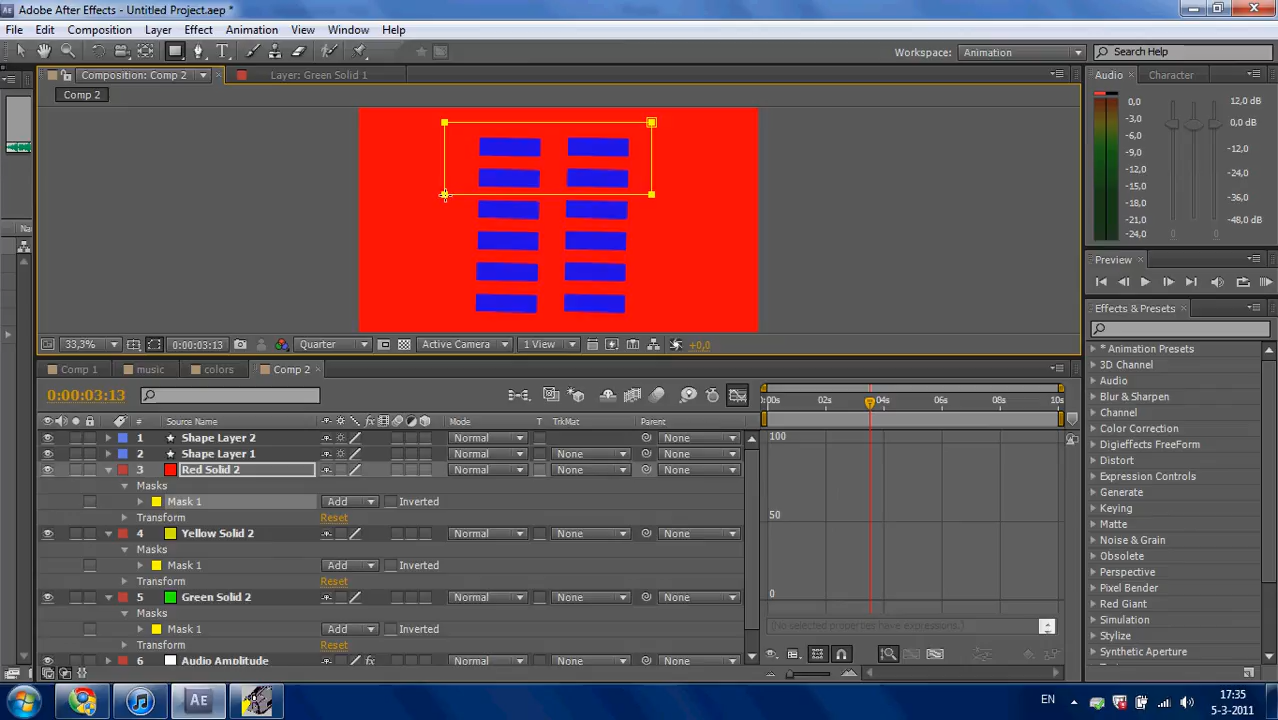 Adobe After Effects - Untitled Project.aep *
File Edit Composition Layer Effect Animation View Window Help
Workspace: Animation Search Help
Composition: Comp 2 Layer: Green Solid 1 Audio Character
Comp 2
0,0 12,0 dB
-3,0 0,0 dB
-6,0
-9,0 -12,0
-12,0
-15,0 -24,0
-18,0 -36,0
-21,0
-24,0 -48,0 dB
0 0
Na
Preview
Effects & Presets
33,3% 0:00:03:13 Quarter Active Camera 1 View +0,0
* Animation Presets
3D Channel
Audio
Blur & Sharpen
Channel
Color Correction
Digieffects FreeForm
Distort
Expression Controls
Generate
Keying
Matte
Noise & Grain
Obsolete
Perspective
Pixel Bender
Red Giant
Simulation
Stylize
Synthetic Aperture
Comp 1 music colors Comp 2
0:00:03:13
:00s 02s 04s 06s 08s 10s
Source Name Mode T TrkMat Parent
1 Shape Layer 2 Normal None
2 Shape Layer 1 Normal None None
3 Red Solid 2 Normal None None
Masks
Mask 1 Add Inverted
Transform Reset
4 Yellow Solid 2 Normal None None
Masks
Mask 1 Add Inverted
Transform Reset
5 Green Solid 2 Normal None None
Masks
Mask 1 Add Inverted
Transform Reset
6 Audio Amplitude Normal None None
100
50
0
(No selected properties have expressions.)
AE
EN
17:35
5-3-2011